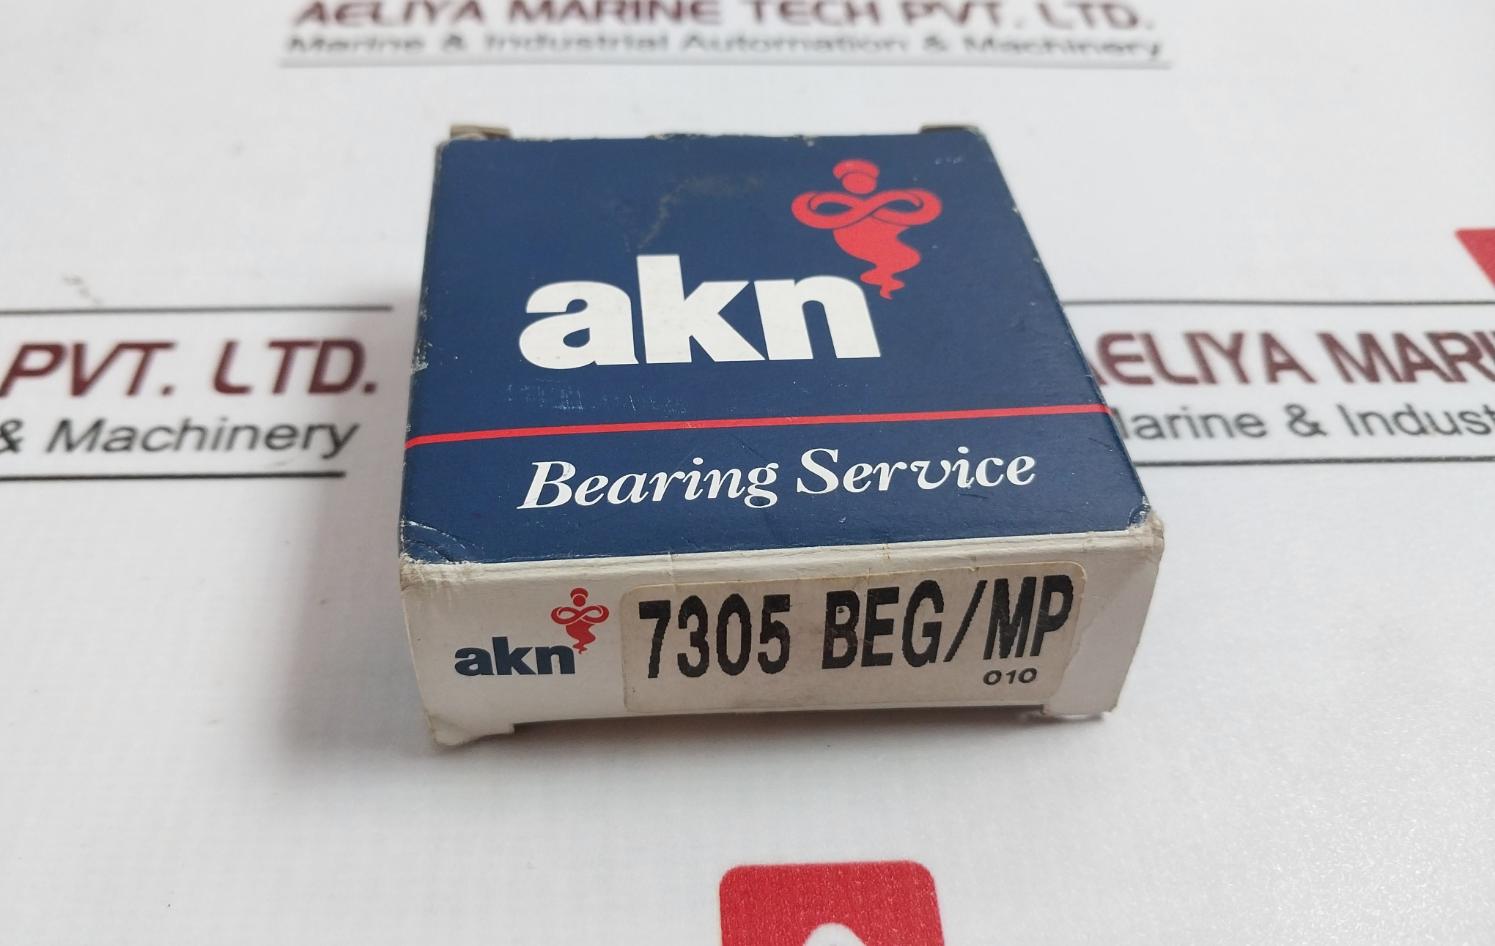 AELIYA MARINE TECH PVT. LTD.
Marine & Industrial Automation & Machinery
akn
Bearing Service
PVT. LTD.
& Machinery
AELIYA MARI
Marine & Indust
akn
7305 BEG/MP
010